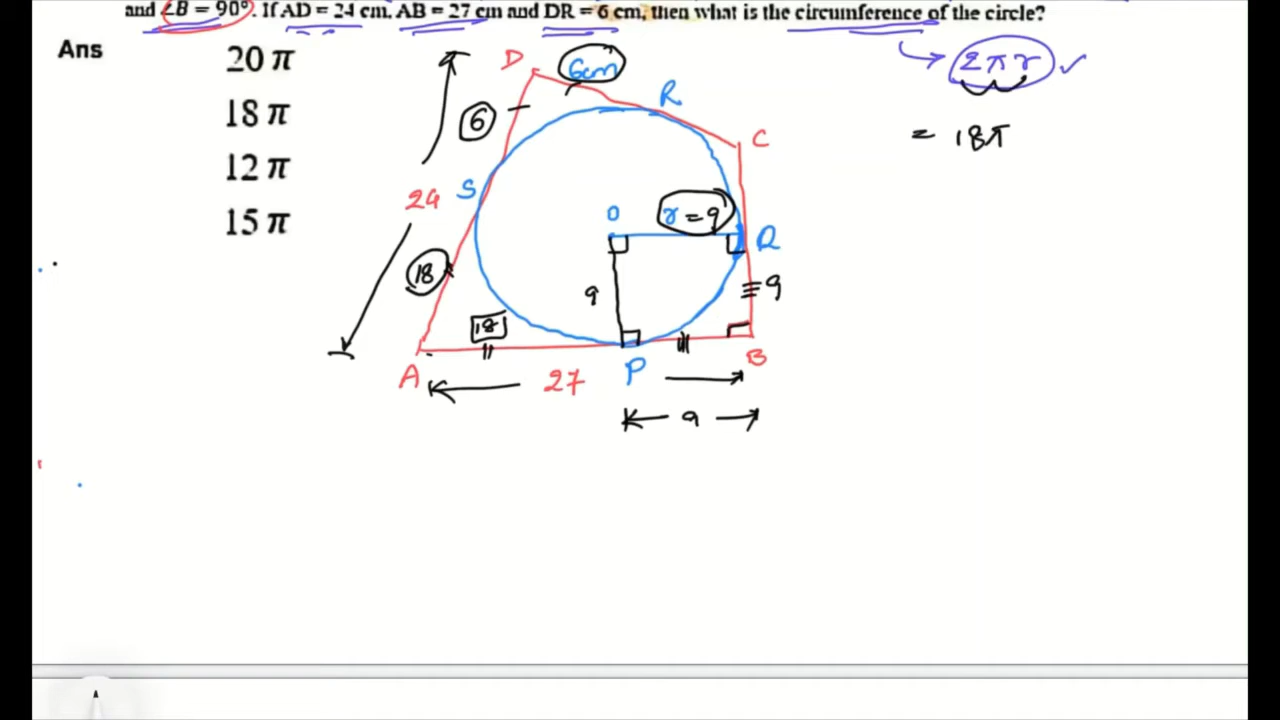 and ∠B = 90°. If AD = 24 cm, AB = 27 cm and DR = 6 cm, then what is the circumference of the circle?
Ans
20 π
18 π
12 π
15 π
2πr ✓
= 18π
D
6cm
R
6
C
S
24
O
r = 9
Q
18
9
9
18
A
27
P
B
9